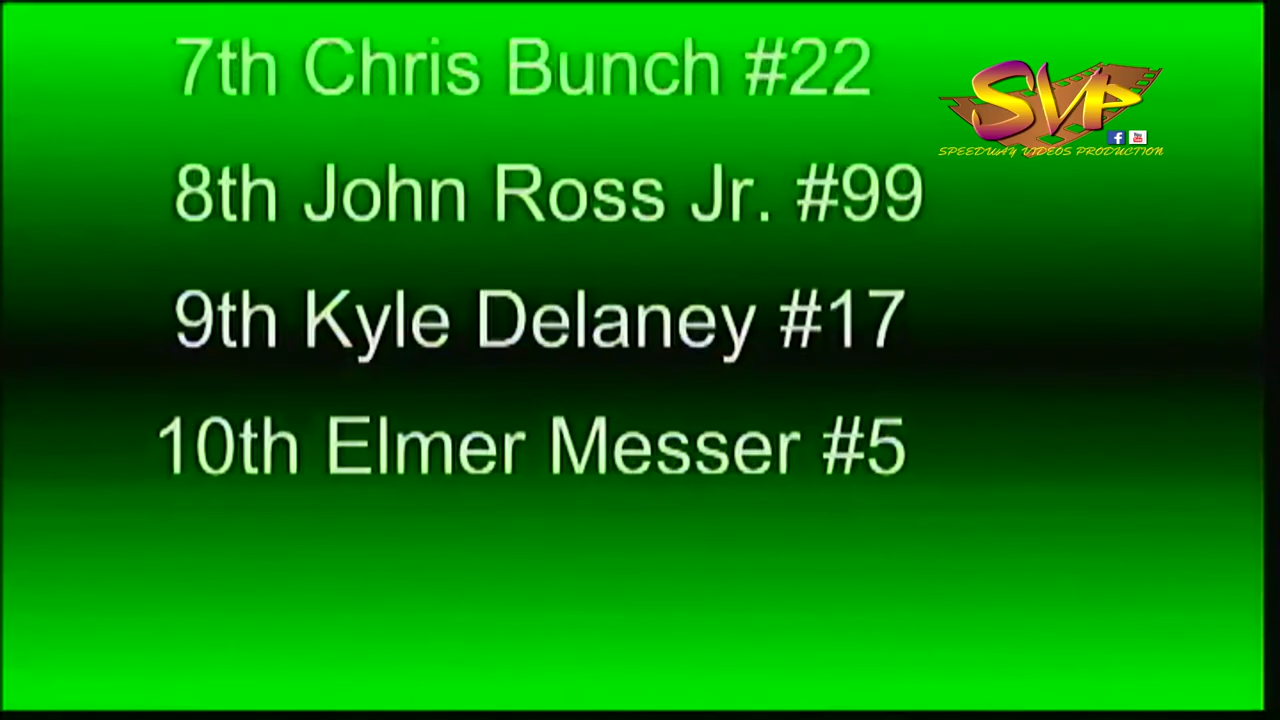 7th Chris Bunch #22
SVP
SPEEDWAY VIDEOS PRODUCTION
8th John Ross Jr. #99
9th Kyle Delaney #17
10th Elmer Messer #5